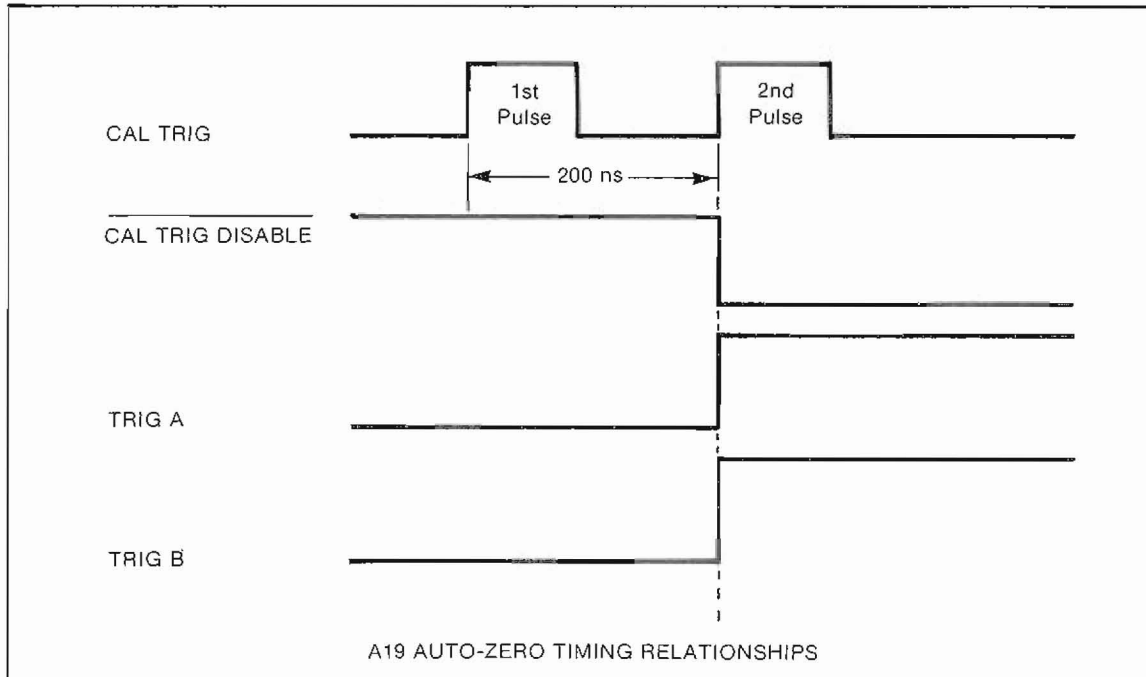 1st
Pulse
2nd
Pulse
CAL TRIG
200 ns
CAL TRIG DISABLE
TRIG A
TRIG B
A19 AUTO-ZERO TIMING RELATIONSHIPS